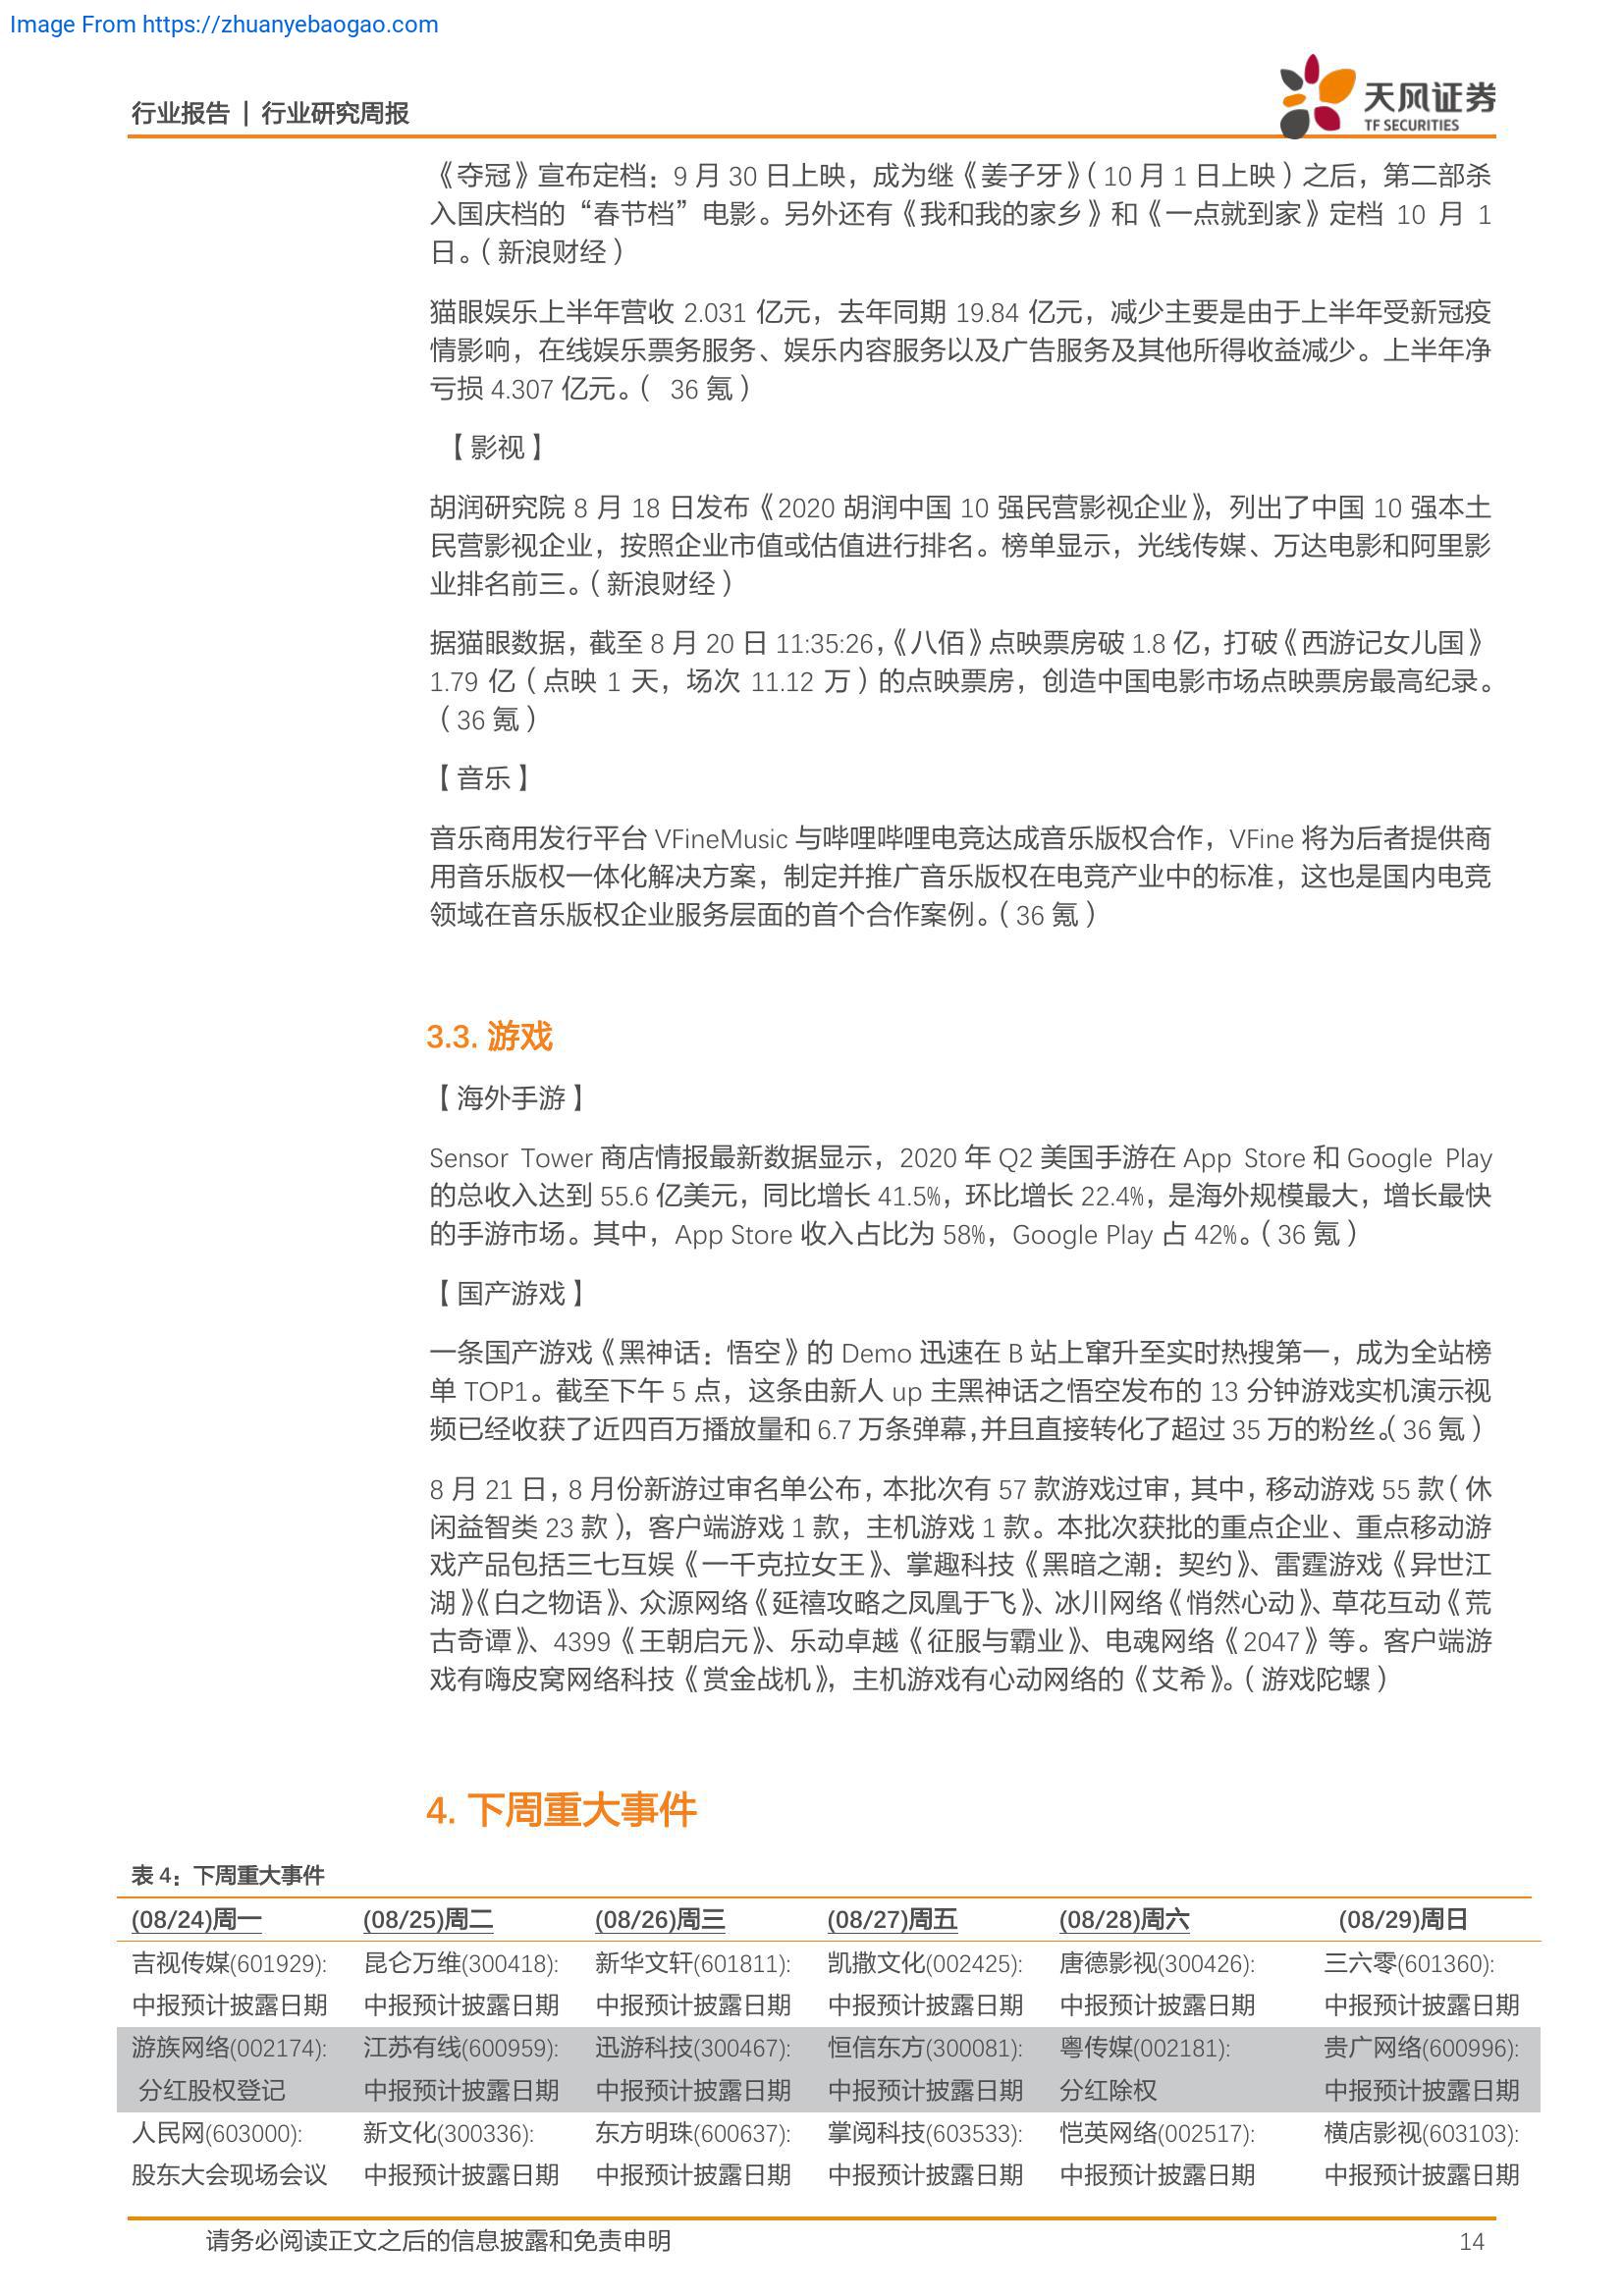 Image From https://zhuanyebaogao.com
行业报告 | 行业研究周报
天风证券
TF SECURITIES
《夺冠》宣布定档：9 月 30 日上映，成为继《姜子牙》（10 月 1 日上映）之后，第二部杀
入国庆档的“春节档”电影。另外还有《我和我的家乡》和《一点就到家》定档 10 月 1
日。（新浪财经）
猫眼娱乐上半年营收 2.031 亿元，去年同期 19.84 亿元，减少主要是由于上半年受新冠疫
情影响，在线娱乐票务服务、娱乐内容服务以及广告服务及其他所得收益减少。上半年净
亏损 4.307 亿元。（ 36 氪）
【影视】
胡润研究院 8 月 18 日发布《2020 胡润中国 10 强民营影视企业》，列出了中国 10 强本土
民营影视企业，按照企业市值或估值进行排名。榜单显示，光线传媒、万达电影和阿里影
业排名前三。（新浪财经）
据猫眼数据，截至 8 月 20 日 11:35:26，《八佰》点映票房破 1.8 亿，打破《西游记女儿国》
1.79 亿（点映 1 天，场次 11.12 万）的点映票房，创造中国电影市场点映票房最高纪录。
（36 氪）
【音乐】
音乐商用发行平台 VFineMusic 与哔哩哔哩电竞达成音乐版权合作，VFine 将为后者提供商
用音乐版权一体化解决方案，制定并推广音乐版权在电竞产业中的标准，这也是国内电竞
领域在音乐版权企业服务层面的首个合作案例。（36 氪）
3.3. 游戏
【海外手游】
Sensor Tower 商店情报最新数据显示，2020 年 Q2 美国手游在 App Store 和 Google Play
的总收入达到 55.6 亿美元，同比增长 41.5%，环比增长 22.4%，是海外规模最大，增长最快
的手游市场。其中，App Store 收入占比为 58%，Google Play 占 42%。（36 氪）
【国产游戏】
一条国产游戏《黑神话：悟空》的 Demo 迅速在 B 站上窜升至实时热搜第一，成为全站榜
单 TOP1。截至下午 5 点，这条由新人 up 主黑神话之悟空发布的 13 分钟游戏实机演示视
频已经收获了近四百万播放量和 6.7 万条弹幕，并且直接转化了超过 35 万的粉丝。（36 氪）
8 月 21 日，8 月份新游过审名单公布，本批次有 57 款游戏过审，其中，移动游戏 55 款（休
闲益智类 23 款），客户端游戏 1 款，主机游戏 1 款。本批次获批的重点企业、重点移动游
戏产品包括三七互娱《一千克拉女王》、掌趣科技《黑暗之潮：契约》、雷霆游戏《异世江
湖》《白之物语》、众源网络《延禧攻略之凤凰于飞》、冰川网络《悄然心动》、草花互动《荒
古奇谭》、4399《王朝启元》、乐动卓越《征服与霸业》、电魂网络《2047》等。客户端游
戏有嗨皮窝网络科技《赏金战机》，主机游戏有心动网络的《艾希》。（游戏陀螺）
4. 下周重大事件
表 4：下周重大事件
(08/24)周一 (08/25)周二 (08/26)周三 (08/27)周五 (08/28)周六 (08/29)周日
吉视传媒(601929): 昆仑万维(300418): 新华文轩(601811): 凯撒文化(002425): 唐德影视(300426): 三六零(601360):
中报预计披露日期 中报预计披露日期 中报预计披露日期 中报预计披露日期 中报预计披露日期 中报预计披露日期
游族网络(002174): 江苏有线(600959): 迅游科技(300467): 恒信东方(300081): 粤传媒(002181): 贵广网络(600996):
分红股权登记 中报预计披露日期 中报预计披露日期 中报预计披露日期 分红除权 中报预计披露日期
人民网(603000): 新文化(300336): 东方明珠(600637): 掌阅科技(603533): 恺英网络(002517): 横店影视(603103):
股东大会现场会议 中报预计披露日期 中报预计披露日期 中报预计披露日期 中报预计披露日期 中报预计披露日期
请务必阅读正文之后的信息披露和免责申明 14